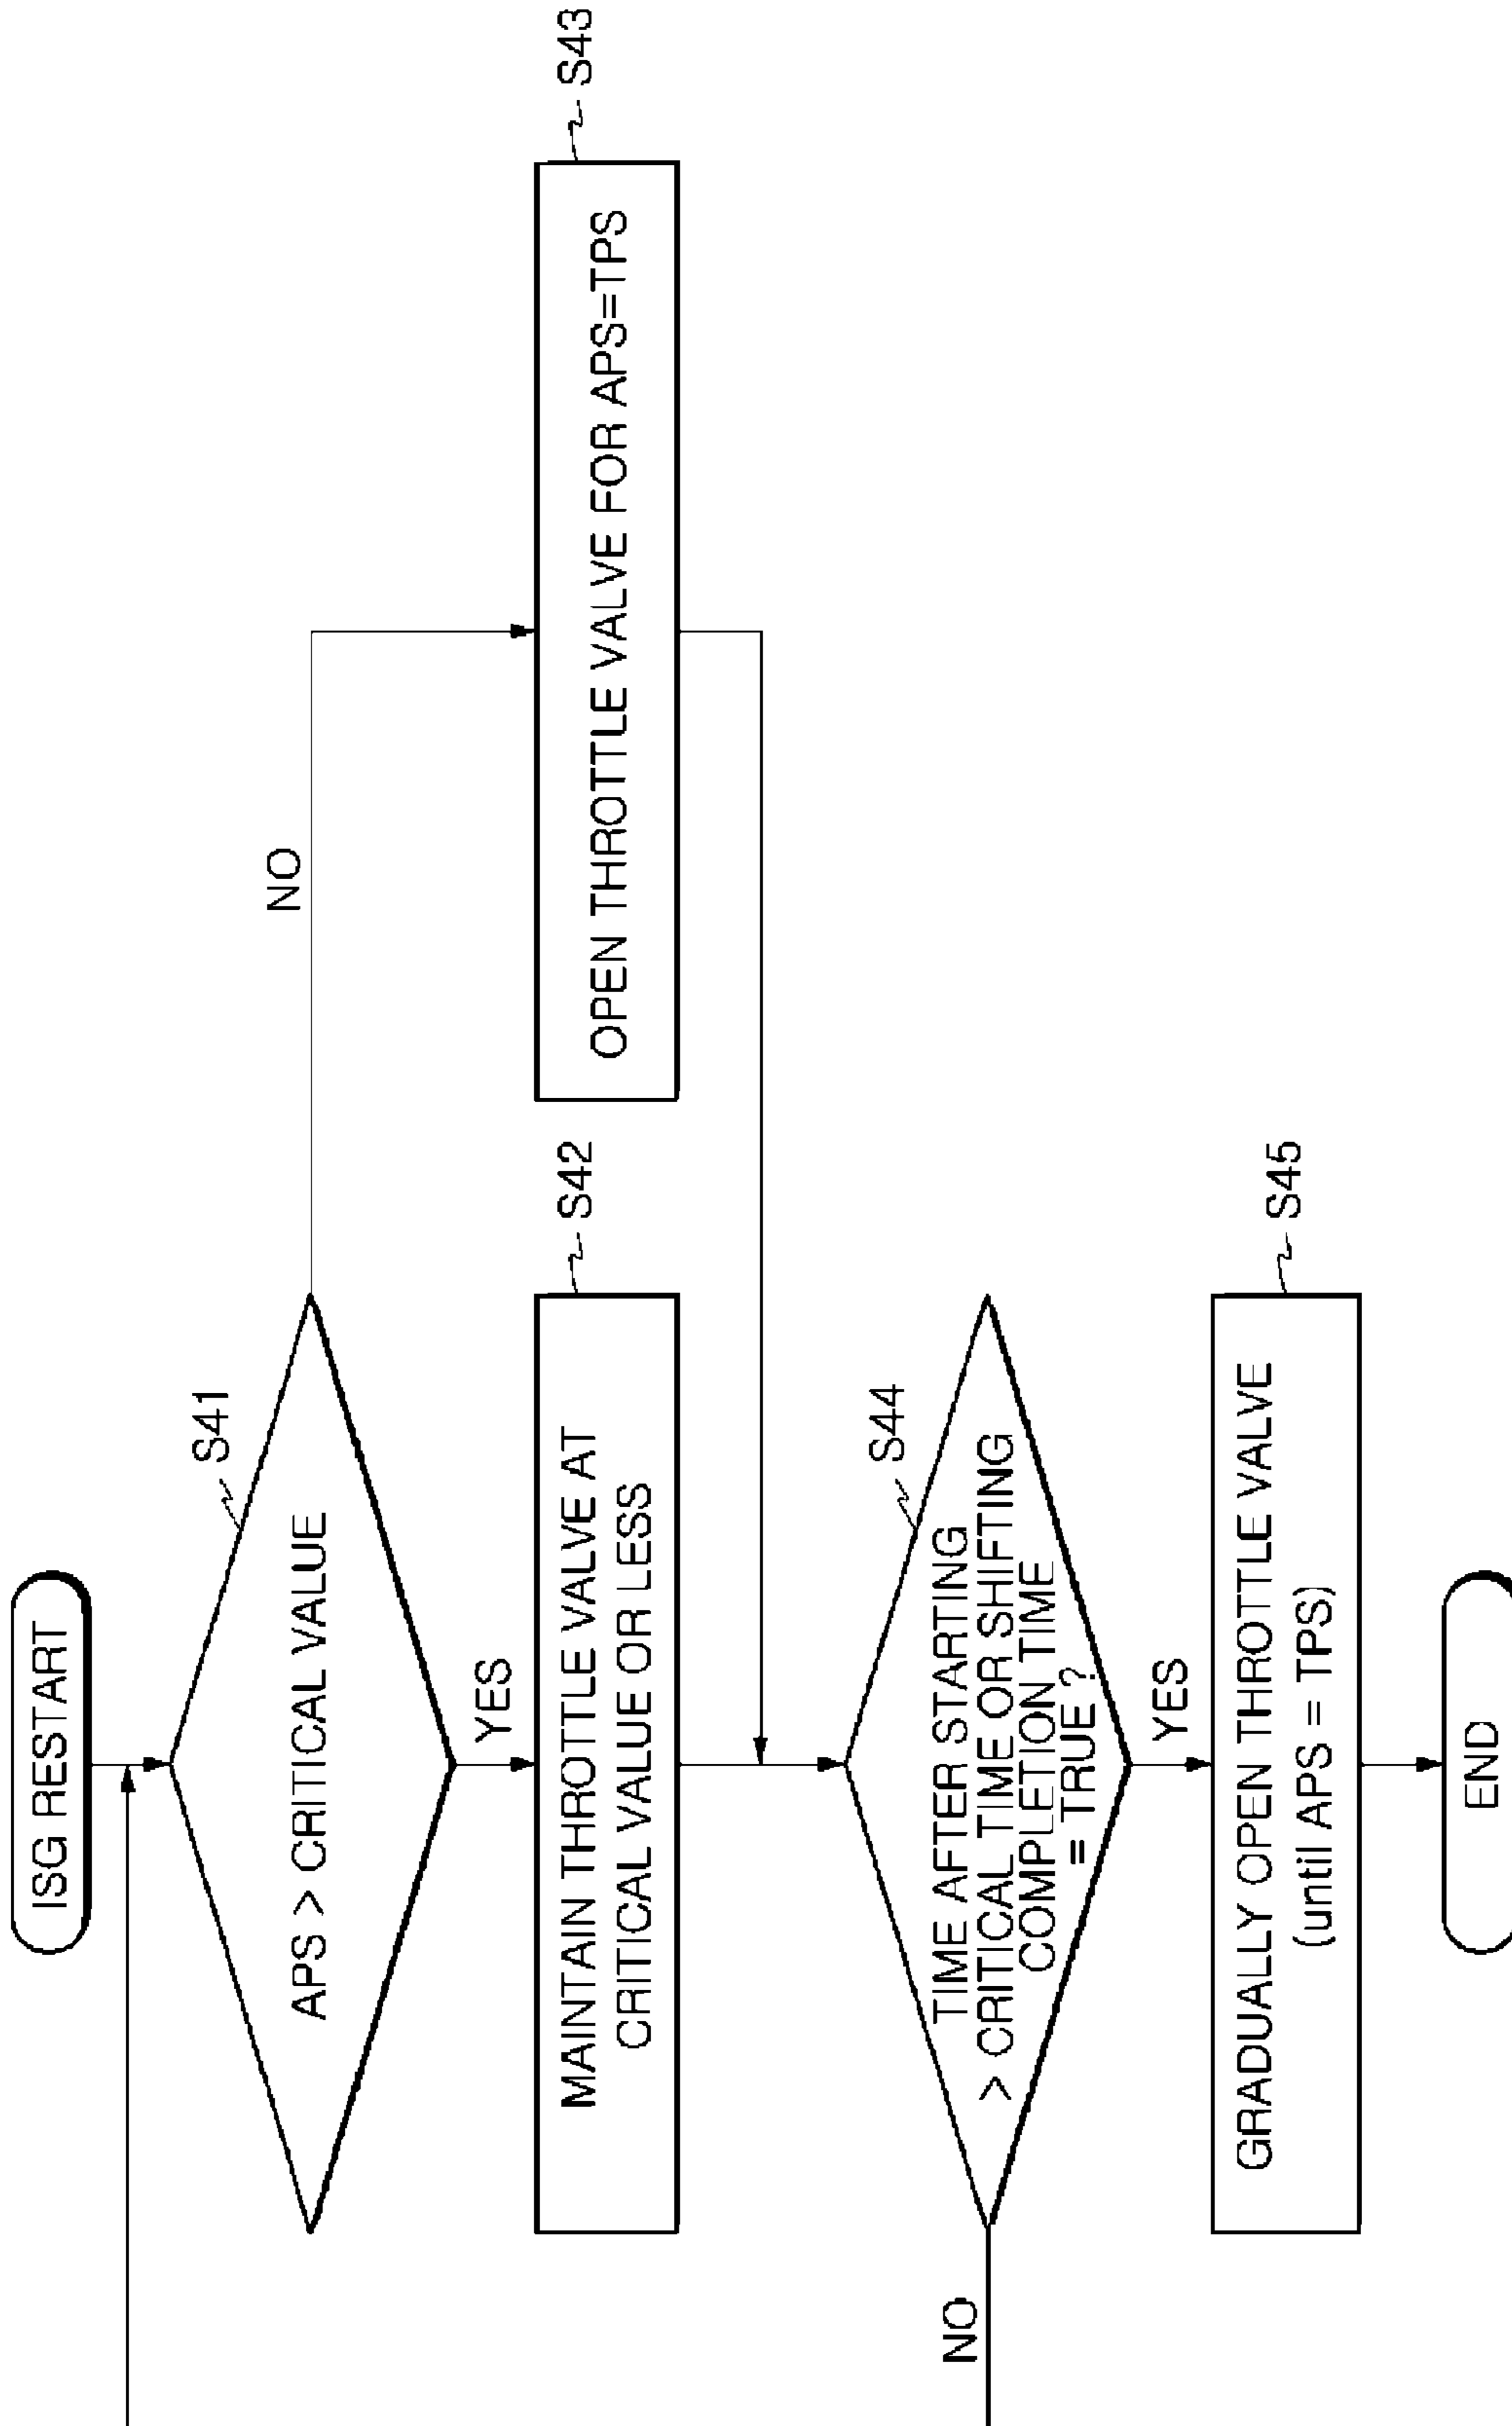 ISG RESTART
S41
APS > CRITICAL VALUE
NO
YES
S42
MAINTAIN THROTTLE VALVE AT
CRITICAL VALUE OR LESS
S43
OPEN THROTTLE VALVE FOR APS=TPS
S44
TIME AFTER STARTING
> CRITICAL TIME OR SHIFTING
COMPLETION TIME
= TRUE ?
NO
YES
S45
GRADUALLY OPEN THROTTLE VALVE
(until APS = TPS)
END